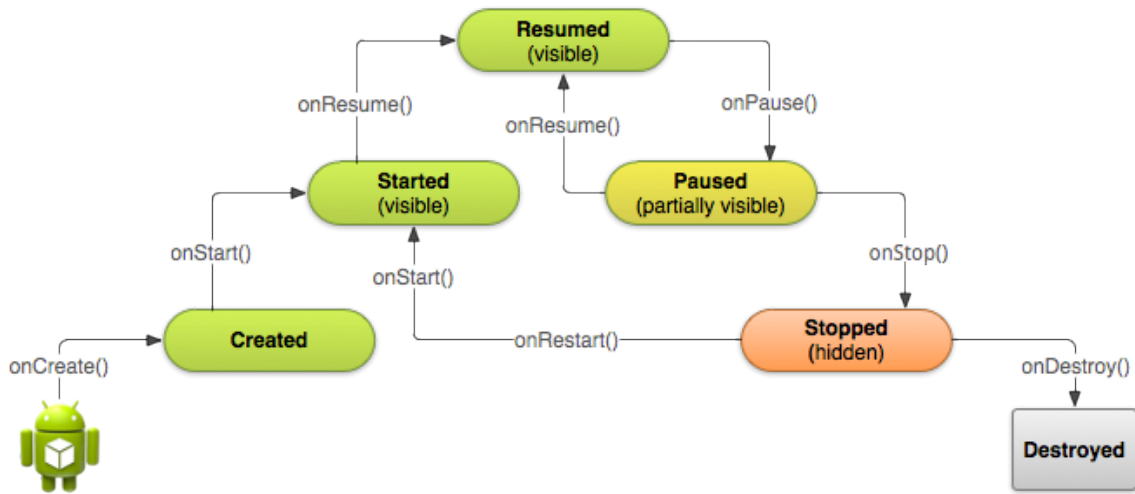 Resumed
(visible)
onResume()
onPause()
onResume()
Started
(visible)
Paused
(partially visible)
onStart()
onStart()
onStop()
Created
onRestart()
Stopped
(hidden)
onCreate()
onDestroy()
Destroyed